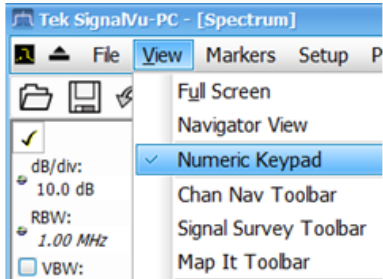 Tek SignalVu-PC - [Spectrum]
File View Markers Setup P
Full Screen
Navigator View
Numeric Keypad
Chan Nav Toolbar
Signal Survey Toolbar
Map It Toolbar
dB/div:
10.0 dB
RBW:
1.00 MHz
VBW: